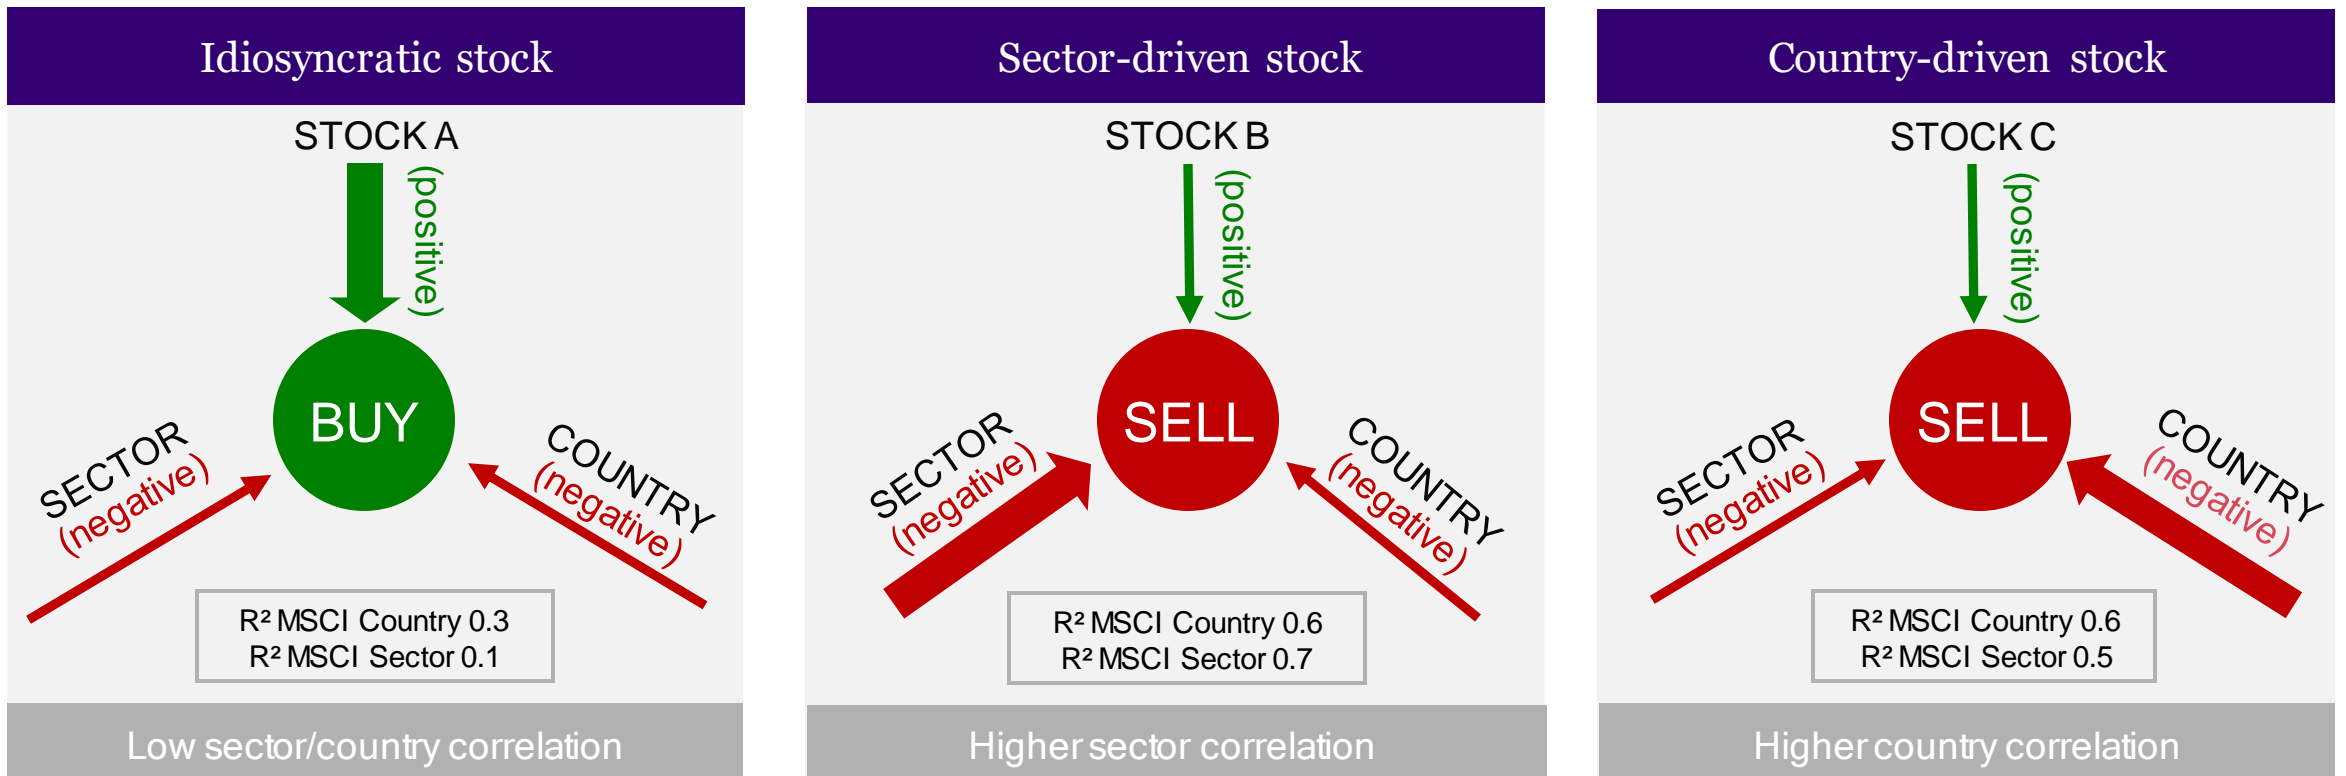 Idiosyncratic stock
STOCK A
(positive)
BUY
SECTOR
(negative)
COUNTRY
(negative)
R² MSCI Country 0.3
R² MSCI Sector 0.1
Low sector/country correlation
Sector-driven stock
STOCK B
(positive)
SELL
SECTOR
(negative)
COUNTRY
(negative)
R² MSCI Country 0.6
R² MSCI Sector 0.7
Higher sector correlation
Country-driven stock
STOCK C
(positive)
SELL
SECTOR
(negative)
COUNTRY
(negative)
R² MSCI Country 0.6
R² MSCI Sector 0.5
Higher country correlation